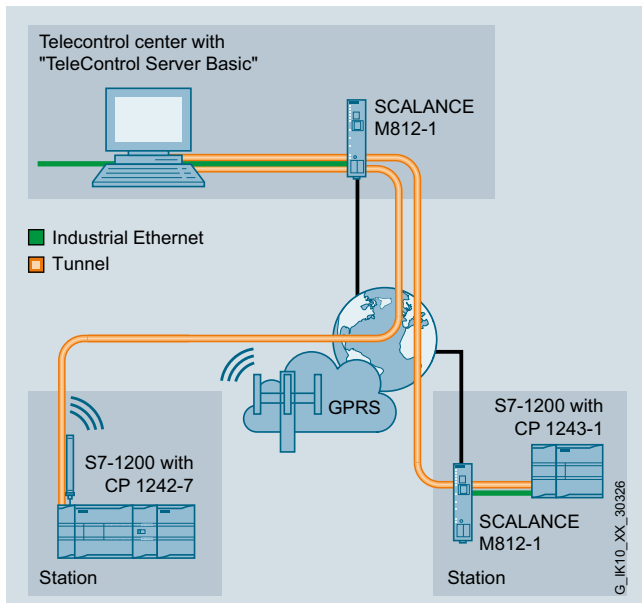 Telecontrol center with
"TeleControl Server Basic"
SCALANCE
M812-1
Industrial Ethernet
Tunnel
GPRS
S7-1200 with
CP 1242-7
Station
S7-1200 with
CP 1243-1
SCALANCE
M812-1
Station
G_IK10_XX_30326